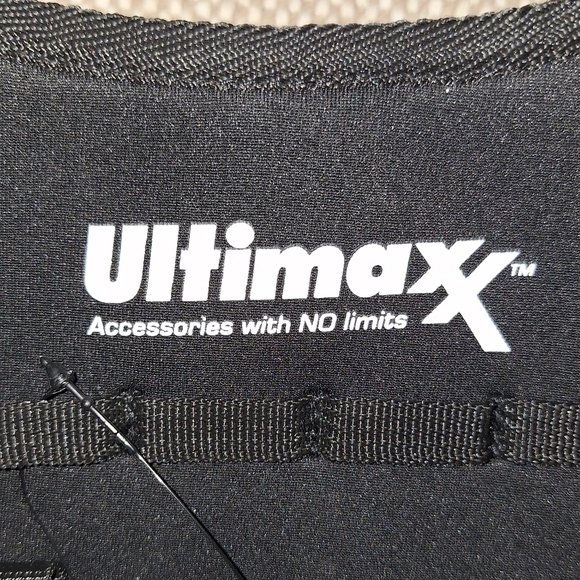 Ultimaxx™
Accessories with NO limits